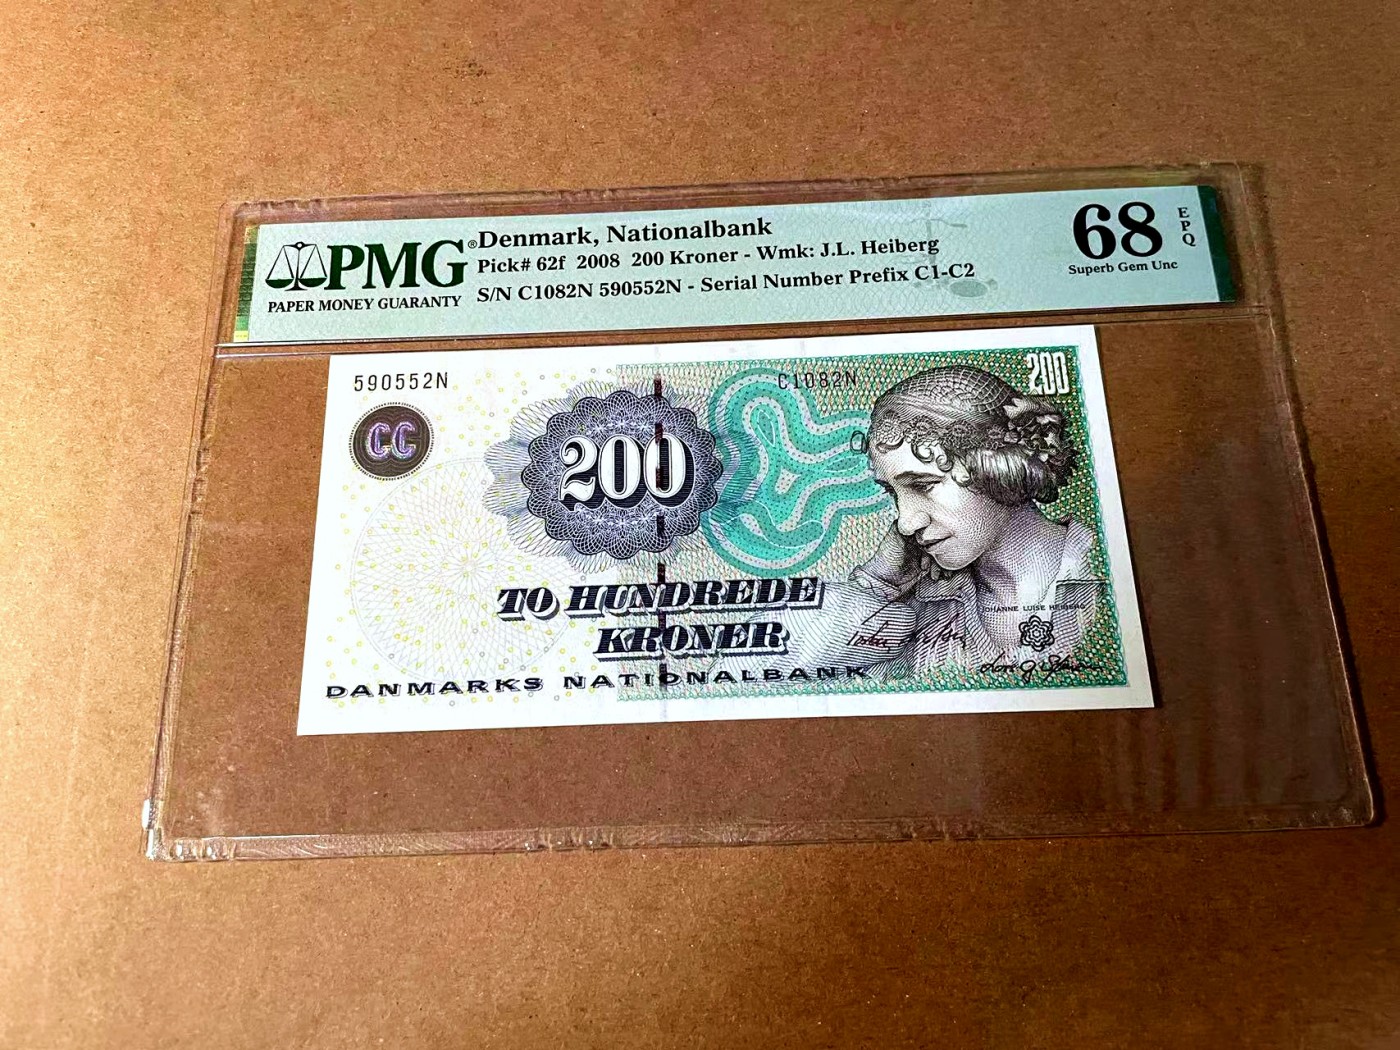 PMG®
PAPER MONEY GUARANTY
Denmark, Nationalbank
Pick# 62f 2008 200 Kroner - Wmk: J.L. Heiberg
S/N C1082N 590552N - Serial Number Prefix C1-C2
68
EPQ
Superb Gem Unc
590552N
C1082N
200
CC
200
TO HUNDREDE
KRONER
JOHANNE LUISE HEIBERG
DANMARKS NATIONALBANK